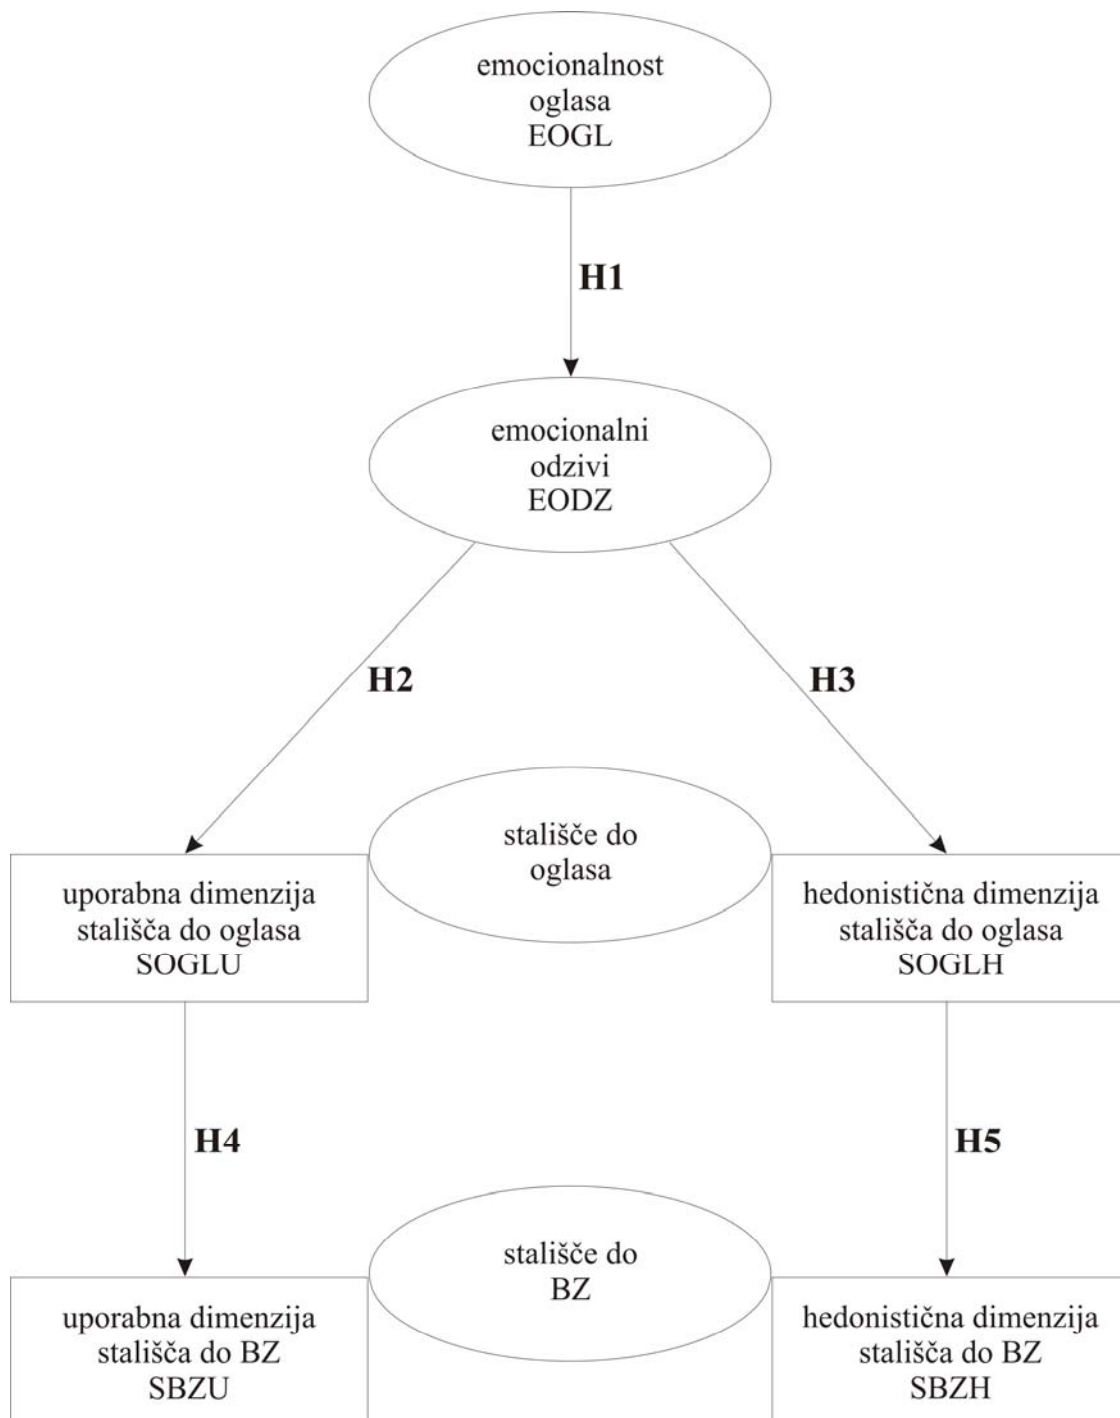 emocionalnost
oglasa
EOGL
H1
emocionalni
odzivi
EODZ
H2
H3
stališče do
oglasa
uporabna dimenzija
stališča do oglasa
SOGLU
hedonistična dimenzija
stališča do oglasa
SOGLH
H4
H5
stališče do
BZ
uporabna dimenzija
stališča do BZ
SBZU
hedonistična dimenzija
stališča do BZ
SBZH